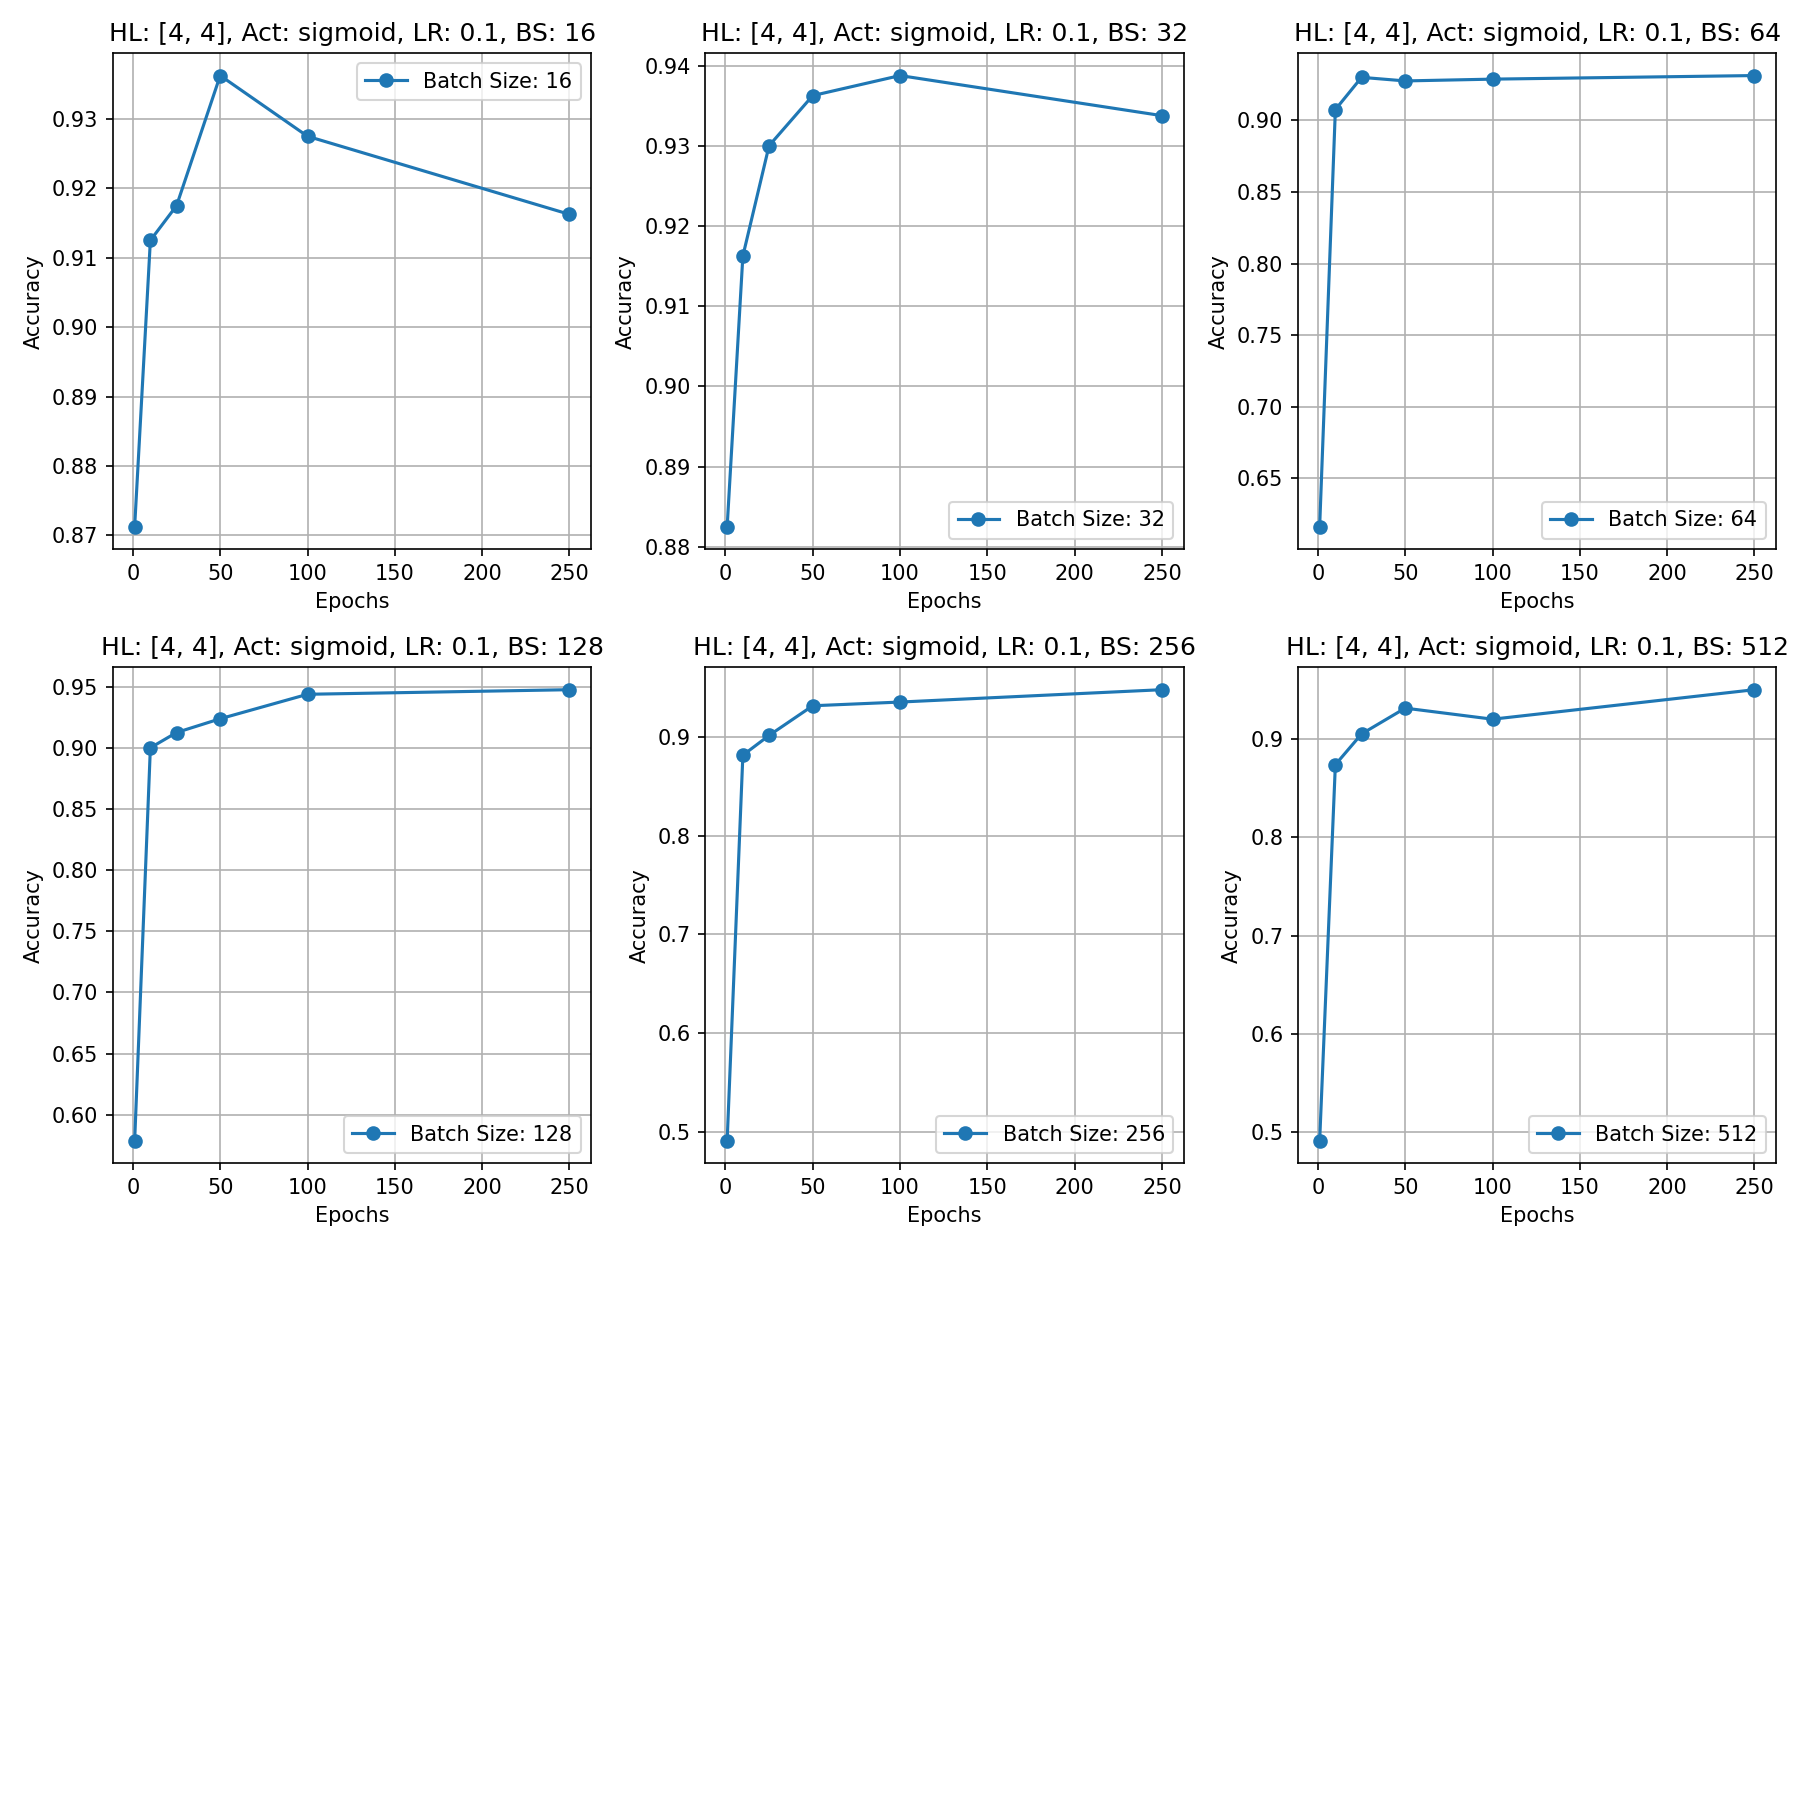 HL: [4, 4], Act: sigmoid, LR: 0.1, BS: 16
Batch Size: 16
Accuracy
0.93
0.92
0.91
0.90
0.89
0.88
0.87
0 50 100 150 200 250
Epochs
HL: [4, 4], Act: sigmoid, LR: 0.1, BS: 32
Accuracy
0.94
0.93
0.92
0.91
0.90
0.89
0.88
Batch Size: 32
0 50 100 150 200 250
Epochs
HL: [4, 4], Act: sigmoid, LR: 0.1, BS: 64
Accuracy
0.90
0.85
0.80
0.75
0.70
0.65
Batch Size: 64
0 50 100 150 200 250
Epochs
HL: [4, 4], Act: sigmoid, LR: 0.1, BS: 128
Accuracy
0.95
0.90
0.85
0.80
0.75
0.70
0.65
0.60
Batch Size: 128
0 50 100 150 200 250
Epochs
HL: [4, 4], Act: sigmoid, LR: 0.1, BS: 256
Accuracy
0.9
0.8
0.7
0.6
0.5
Batch Size: 256
0 50 100 150 200 250
Epochs
HL: [4, 4], Act: sigmoid, LR: 0.1, BS: 512
Accuracy
0.9
0.8
0.7
0.6
0.5
Batch Size: 512
0 50 100 150 200 250
Epochs